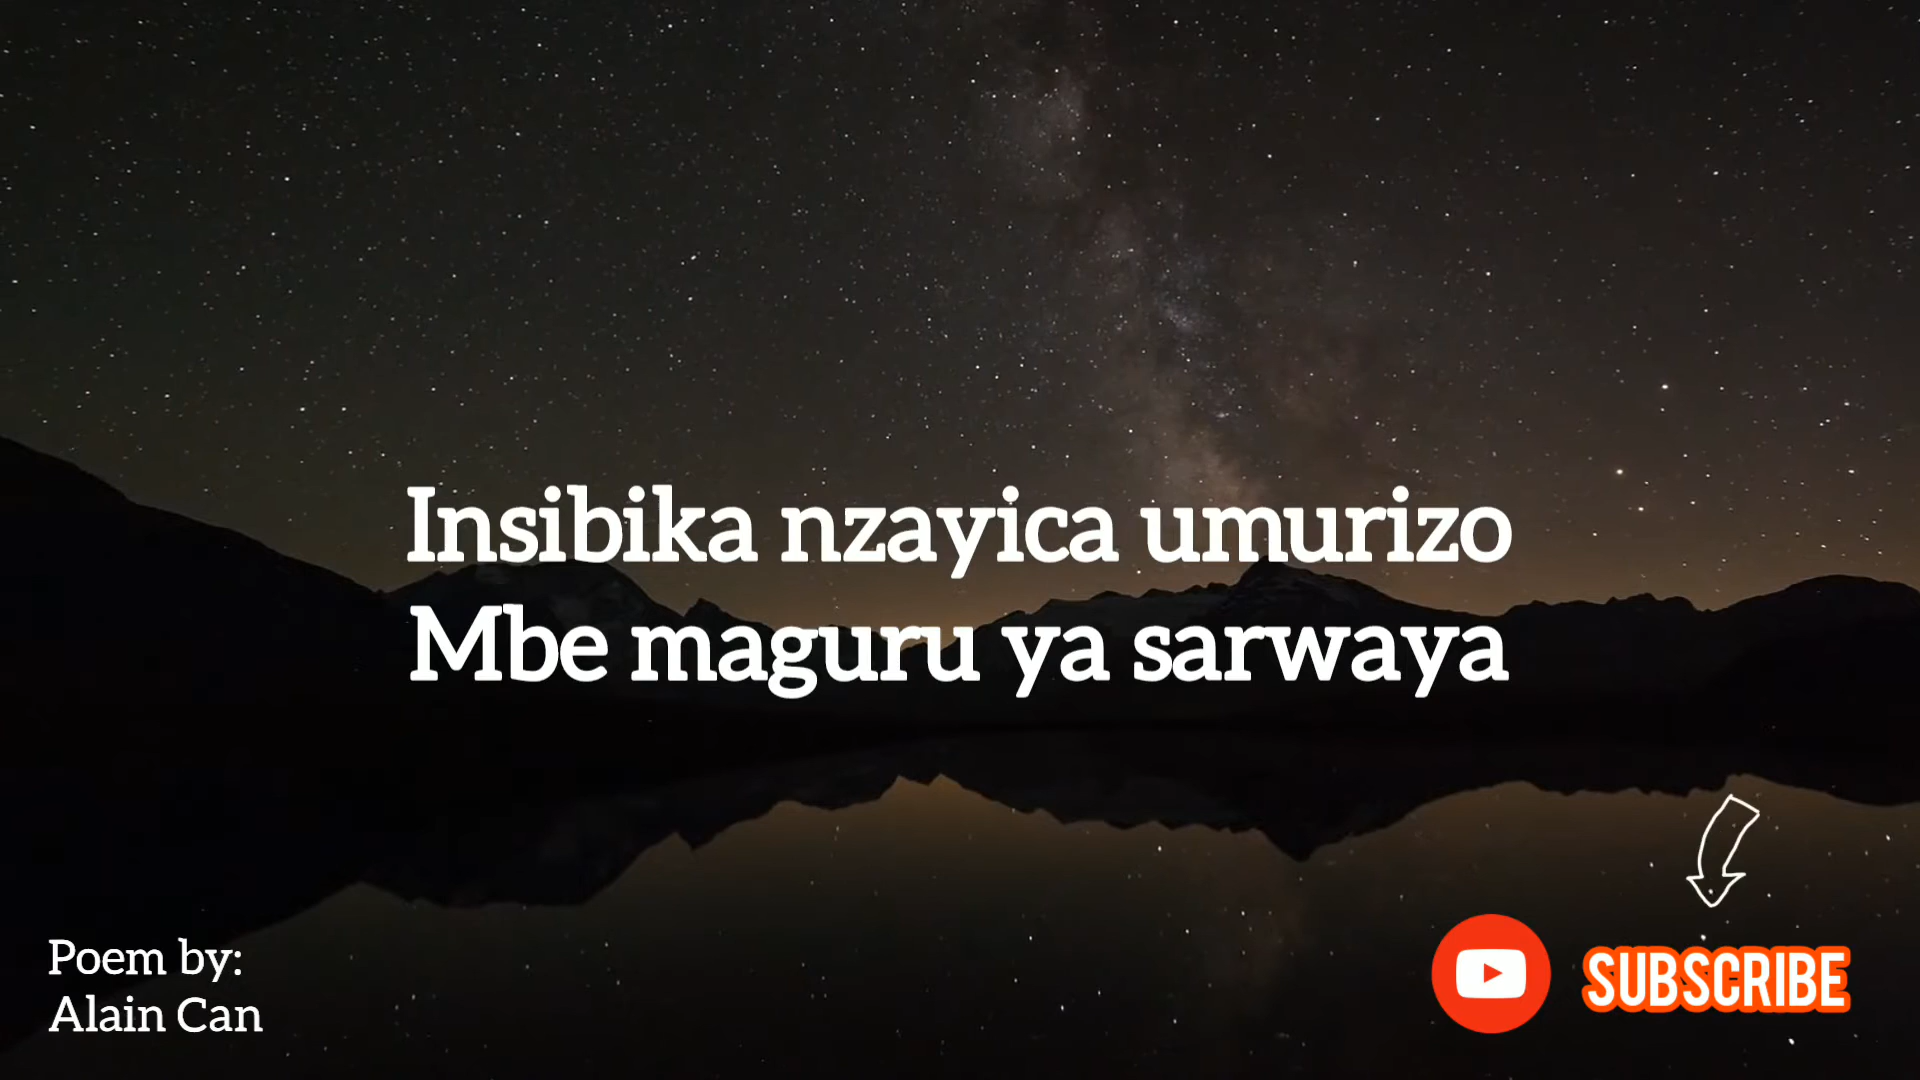 Insibika nzayica umurizo
Mbe maguru ya sarwaya
Poem by:
Alain Can
SUBSCRIBE